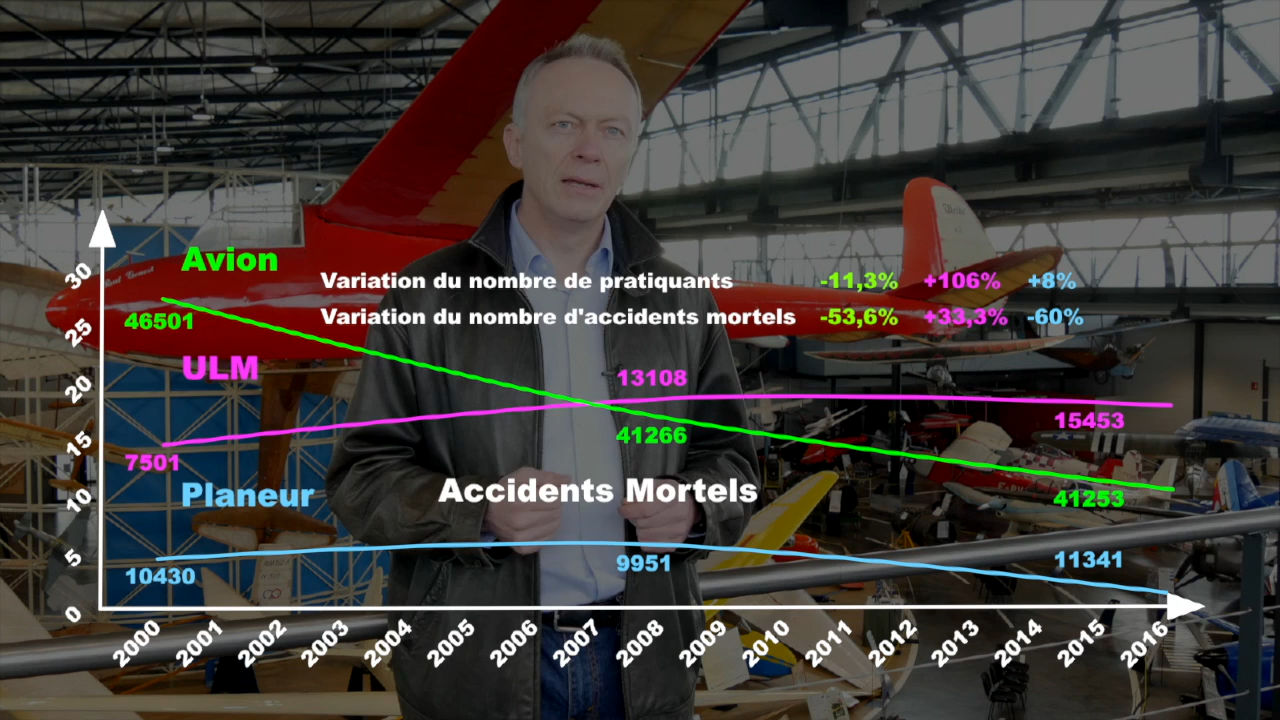 Avion
Variation du nombre de pratiquants -11,3% +106% +8%
Variation du nombre d'accidents mortels -53,6% +33,3% -60%
46501
ULM
13108
15453
41266
7501
Planeur
Accidents Mortels
41253
10430
9951
11341
30
25
20
15
10
5
0
2000 2001 2002 2003 2004 2005 2006 2007 2008 2009 2010 2011 2012 2013 2014 2015 2016